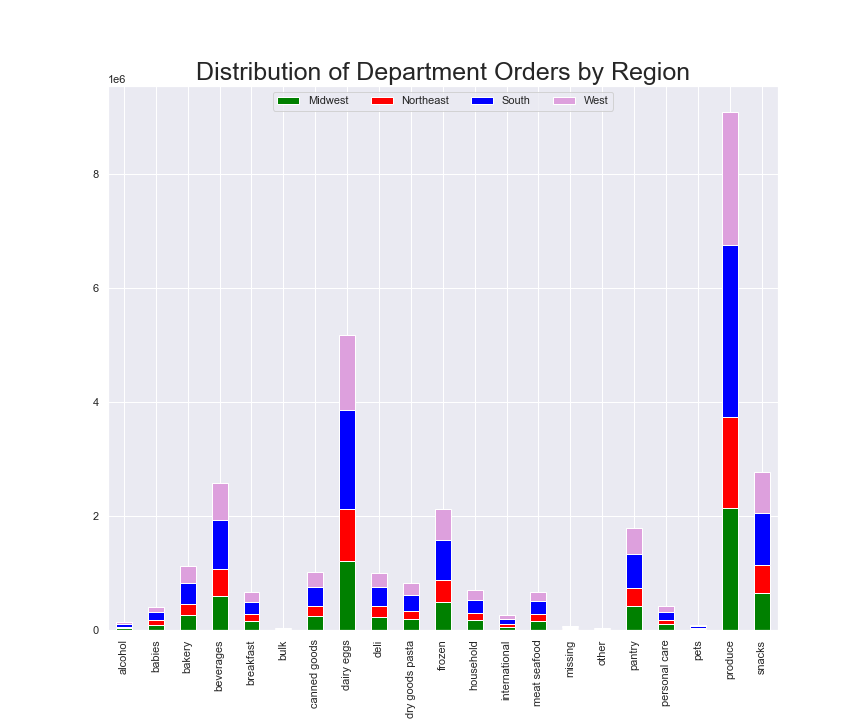 Distribution of Department Orders by Region
1e6
Midwest Northeast South West
8
6
4
2
0
alcohol
babies
bakery
beverages
breakfast
bulk
canned goods
dairy eggs
deli
dry goods pasta
frozen
household
international
meat seafood
missing
other
pantry
personal care
pets
produce
snacks